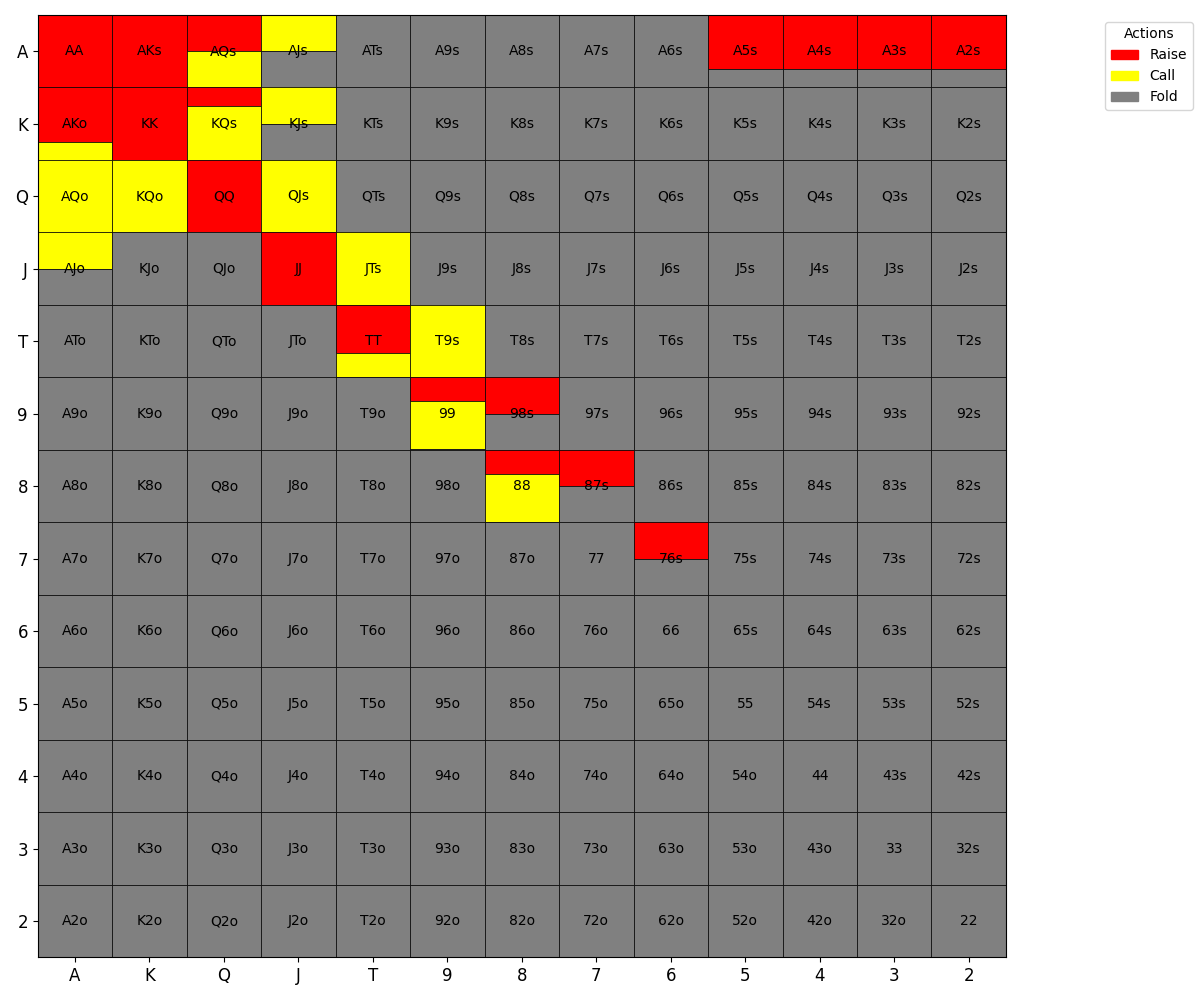 Actions
Raise
Call
Fold
A AA AKs AQs AJs ATs A9s A8s A7s A6s A5s A4s A3s A2s
K AKo KK KQs KJs KTs K9s K8s K7s K6s K5s K4s K3s K2s
Q AQo KQo QQ QJs QTs Q9s Q8s Q7s Q6s Q5s Q4s Q3s Q2s
J AJo KJo QJo JJ JTs J9s J8s J7s J6s J5s J4s J3s J2s
T ATo KTo QTo JTo TT T9s T8s T7s T6s T5s T4s T3s T2s
9 A9o K9o Q9o J9o T9o 99 98s 97s 96s 95s 94s 93s 92s
8 A8o K8o Q8o J8o T8o 98o 88 87s 86s 85s 84s 83s 82s
7 A7o K7o Q7o J7o T7o 97o 87o 77 76s 75s 74s 73s 72s
6 A6o K6o Q6o J6o T6o 96o 86o 76o 66 65s 64s 63s 62s
5 A5o K5o Q5o J5o T5o 95o 85o 75o 65o 55 54s 53s 52s
4 A4o K4o Q4o J4o T4o 94o 84o 74o 64o 54o 44 43s 42s
3 A3o K3o Q3o J3o T3o 93o 83o 73o 63o 53o 43o 33 32s
2 A2o K2o Q2o J2o T2o 92o 82o 72o 62o 52o 42o 32o 22
A K Q J T 9 8 7 6 5 4 3 2